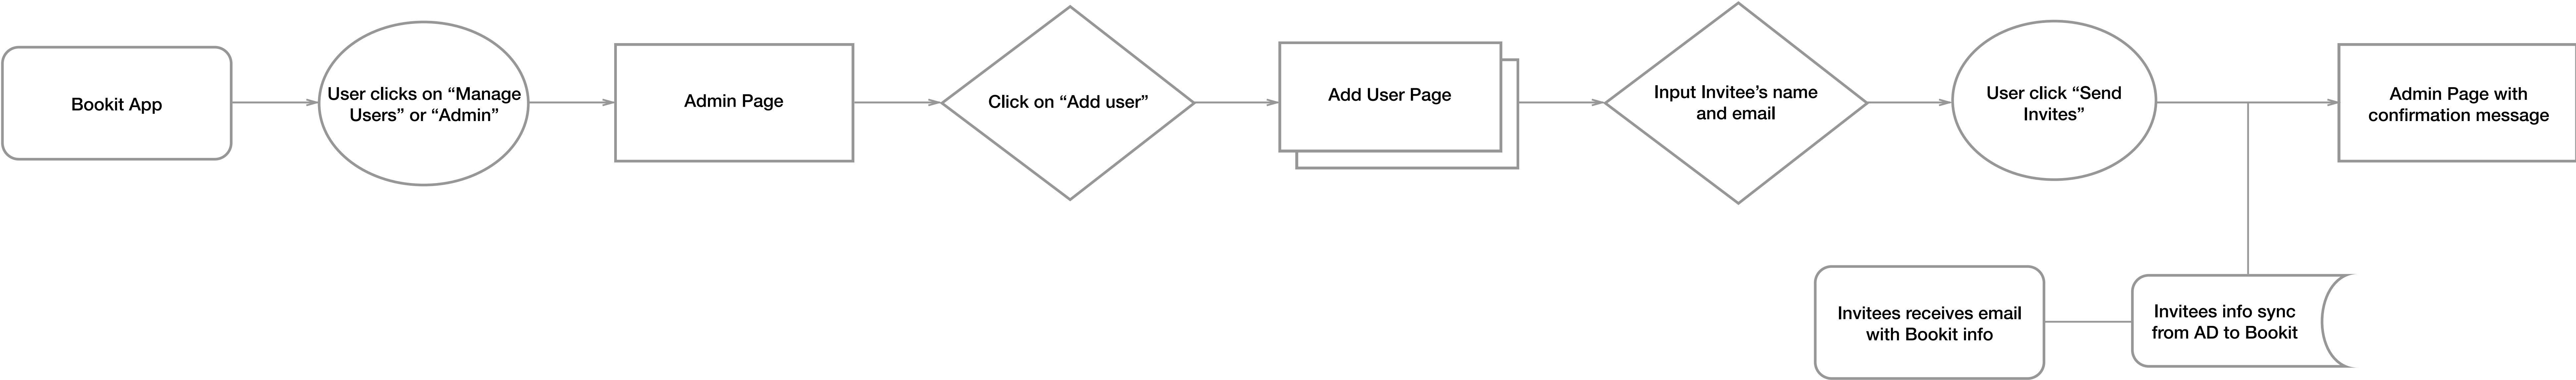 Bookit App
User clicks on “Manage
Users” or “Admin”
Admin Page
Click on “Add user”
Add User Page
Input Invitee’s name
and email
User click “Send
Invites”
Admin Page with
confirmation message
Invitees receives email
with Bookit info
Invitees info sync
from AD to Bookit